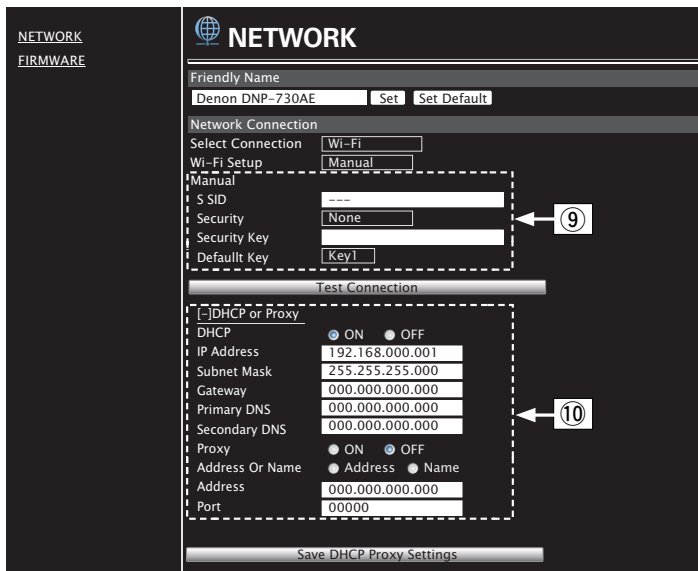 NETWORK
FIRMWARE
NETWORK
Friendly Name
Denon DNP-730AE Set Set Default
Network Connection
Select Connection Wi-Fi
Wi-Fi Setup Manual
Manual
S SID ---
Security None
Security Key
Defaullt Key Key1
⑨
Test Connection
[-]DHCP or Proxy
DHCP ON OFF
IP Address 192.168.000.001
Subnet Mask 255.255.255.000
Gateway 000.000.000.000
Primary DNS 000.000.000.000
Secondary DNS 000.000.000.000
Proxy ON OFF
Address Or Name Address Name
Address 000.000.000.000
Port 00000
⑩
Save DHCP Proxy Settings